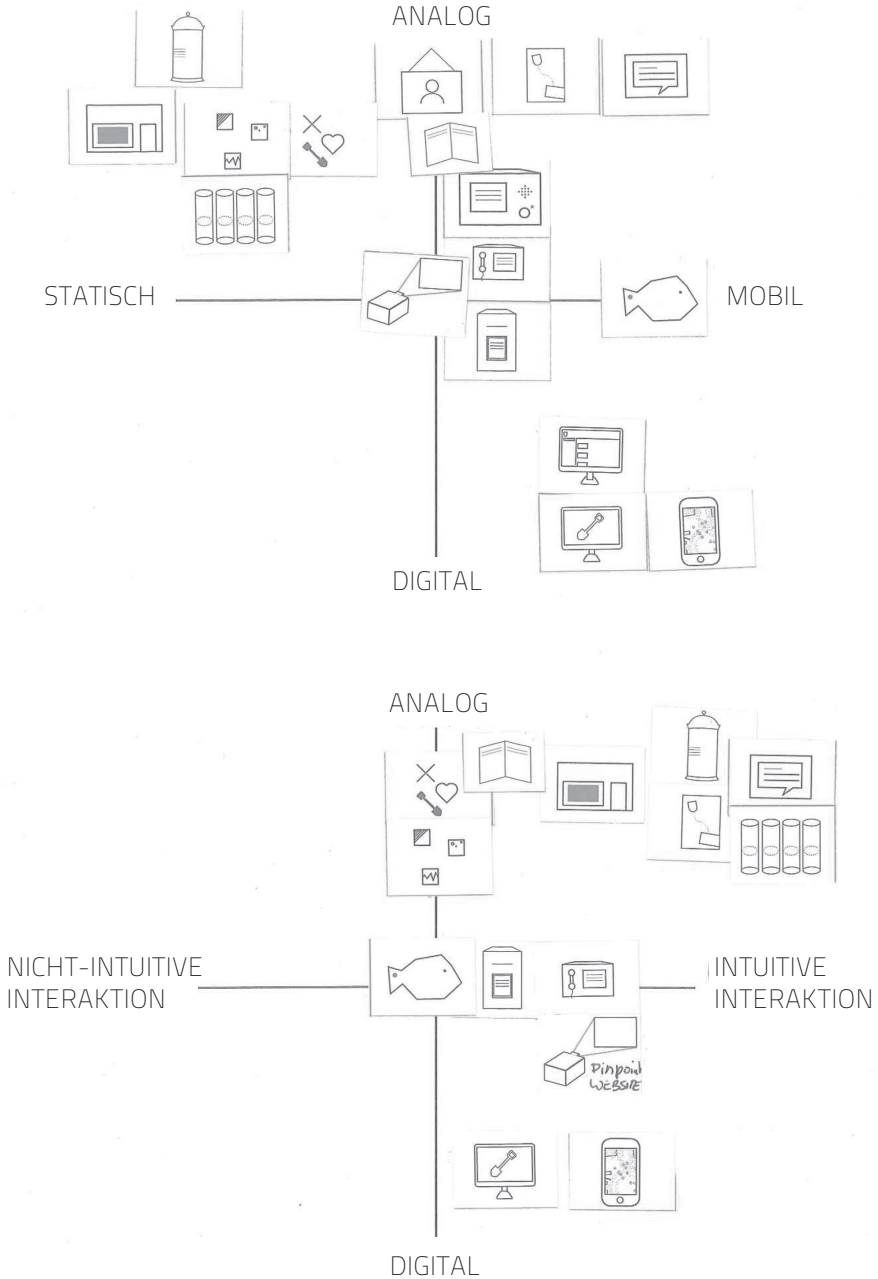 ANALOG
STATISCH
MOBIL
DIGITAL
ANALOG
NICHT-INTUITIVE
INTERAKTION
INTUITIVE
INTERAKTION
Pinpoint
WEBSITE
DIGITAL